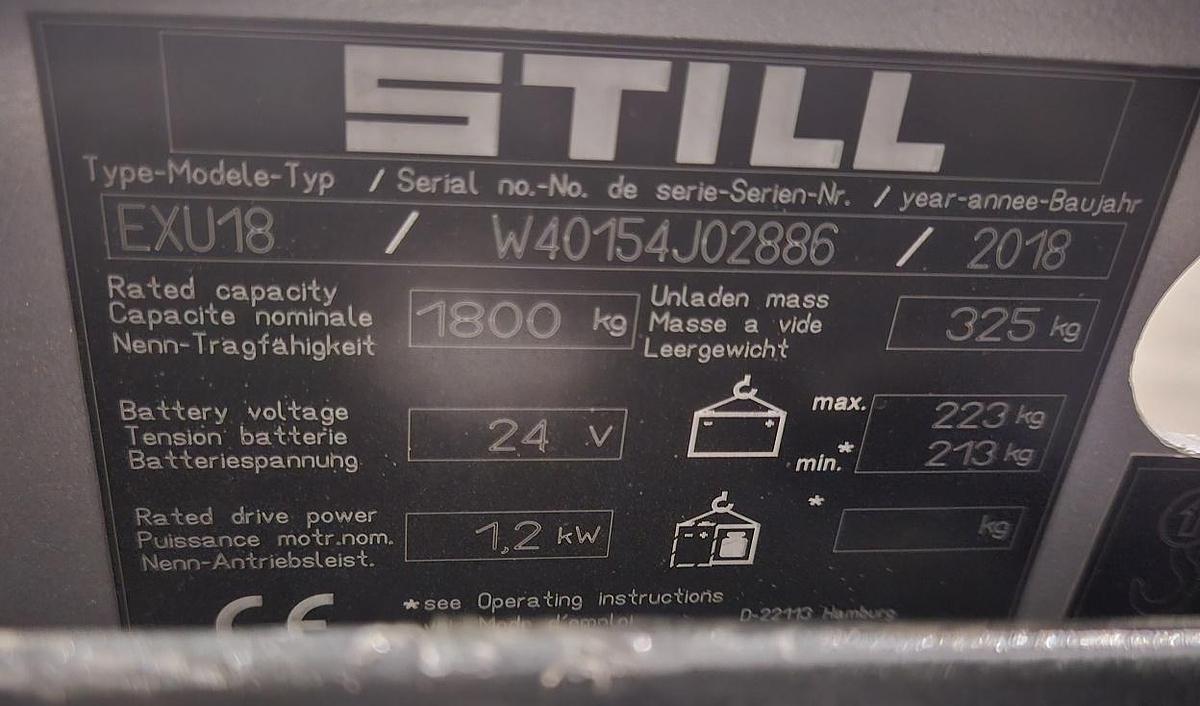 STILL
Type-Modele-Typ / Serial no.-No. de serie-Serien-Nr. / year-annee-Baujahr
EXU18 / W40154J02886 / 2018
Rated capacity
Capacite nominale
Nenn-Tragfähigkeit
1800 kg
Unladen mass
Masse a vide
Leergewicht
325 kg
Battery voltage
Tension batterie
Batteriespannung
24 V
- +
max. 223 kg
min.* 213 kg
Rated drive power
Puissance motr.nom.
Nenn-Antriebsleist.
1,2 kW
- +
* kg
CE
*see Operating instructions
Mode d'emploi
D-22113 Hamburg